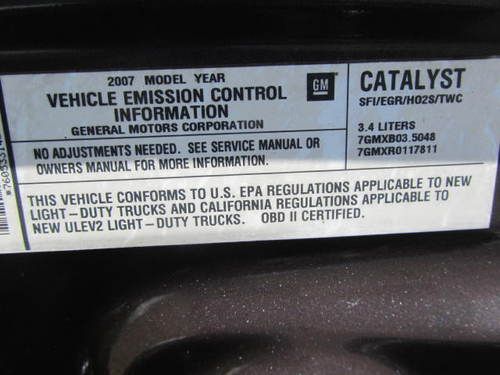 2007 MODEL YEAR
VEHICLE EMISSION CONTROL
INFORMATION
GENERAL MOTORS CORPORATION
GM
CATALYST
SFI/EGR/HO2S/TWC
3.4 LITERS
7GMXB03.5048
7GMXR0117811
NO ADJUSTMENTS NEEDED. SEE SERVICE MANUAL OR
OWNERS MANUAL FOR MORE INFORMATION.
THIS VEHICLE CONFORMS TO U.S. EPA REGULATIONS APPLICABLE TO NEW
LIGHT-DUTY TRUCKS AND CALIFORNIA REGULATIONS APPLICABLE TO
NEW ULEV2 LIGHT-DUTY TRUCKS. OBD II CERTIFIED.